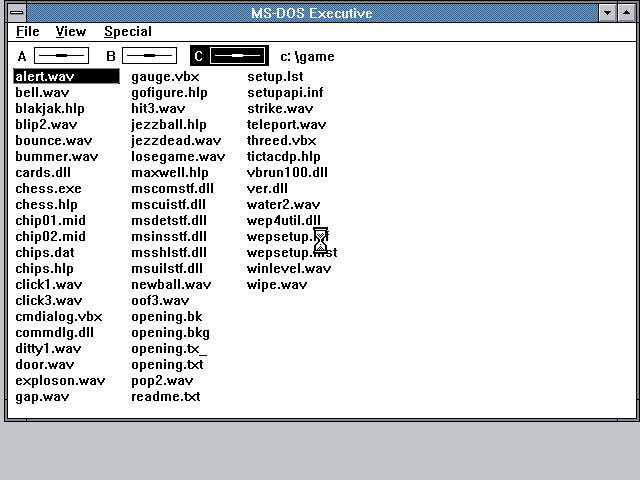 MS-DOS Executive
File View Special
A B C c: \game
alert.wav gauge.vbx setup.lst
bell.wav gofigure.hlp setupapi.inf
blakjak.hlp hit3.wav strike.wav
blip2.wav jezzball.hlp teleport.wav
bounce.wav jezzdead.wav threed.vbx
bummer.wav losegame.wav tictacdp.hlp
cards.dll maxwell.hlp vbrun100.dll
chess.exe mscomstf.dll ver.dll
chess.hlp mscuistf.dll water2.wav
chip01.mid msdetstf.dll wep4util.dll
chip02.mid msinsstf.dll
chips.dat msshlstf.dll
chips.hlp msuilstf.dll winlevel.wav
click1.wav newball.wav wipe.wav
click3.wav oof3.wav
cmdialog.vbx opening.bk
commdlg.dll opening.bkg
ditty1.wav opening.tx_
door.wav opening.txt
exploson.wav pop2.wav
gap.wav readme.txt